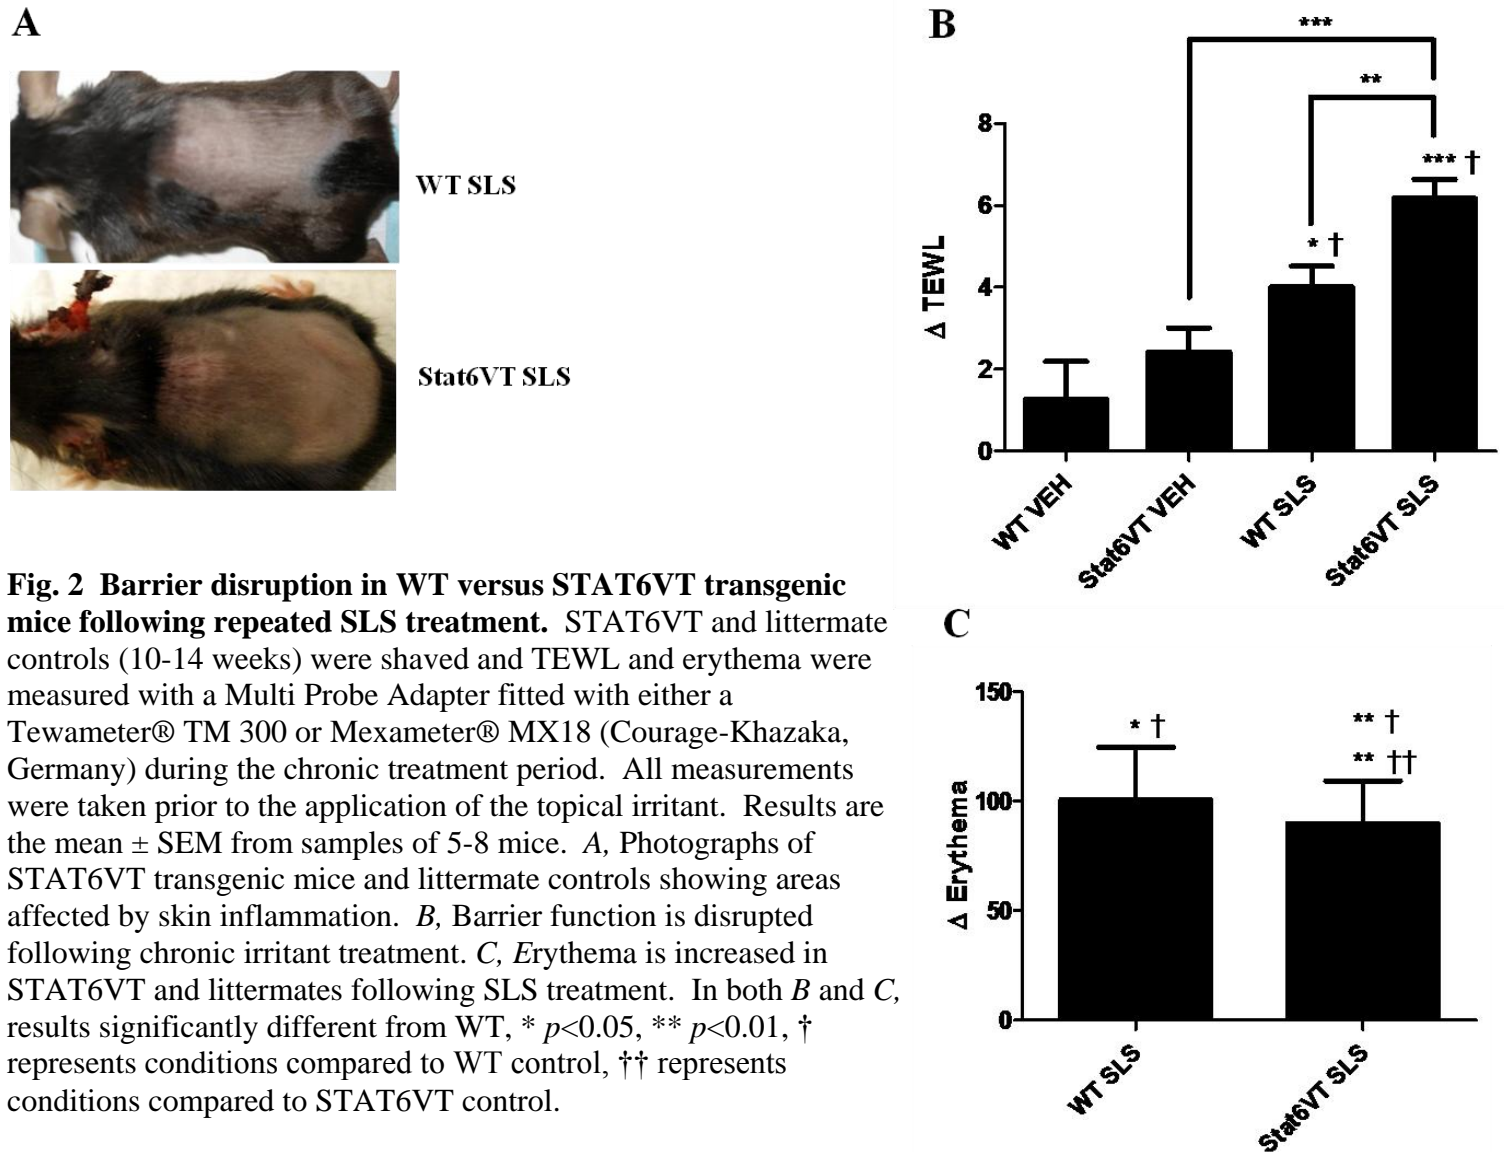 A
WT SLS
Stat6VT SLS
Fig. 2 Barrier disruption in WT versus STAT6VT transgenic
mice following repeated SLS treatment. STAT6VT and littermate
controls (10-14 weeks) were shaved and TEWL and erythema were
measured with a Multi Probe Adapter fitted with either a
Tewameter® TM 300 or Mexameter® MX18 (Courage-Khazaka,
Germany) during the chronic treatment period. All measurements
were taken prior to the application of the topical irritant. Results are
the mean ± SEM from samples of 5-8 mice. A, Photographs of
STAT6VT transgenic mice and littermate controls showing areas
affected by skin inflammation. B, Barrier function is disrupted
following chronic irritant treatment. C, Erythema is increased in
STAT6VT and littermates following SLS treatment. In both B and C,
results significantly different from WT, * p<0.05, ** p<0.01, †
represents conditions compared to WT control, †† represents
conditions compared to STAT6VT control.
B
***
**
8
*** †
6
* †
Δ TEWL
4
2
0
WT VEH
Stat6VT VEH
WT SLS
Stat6VT SLS
C
150
* †
** †
** ††
Δ Erythema
100
50
0
WT SLS
Stat6VT SLS